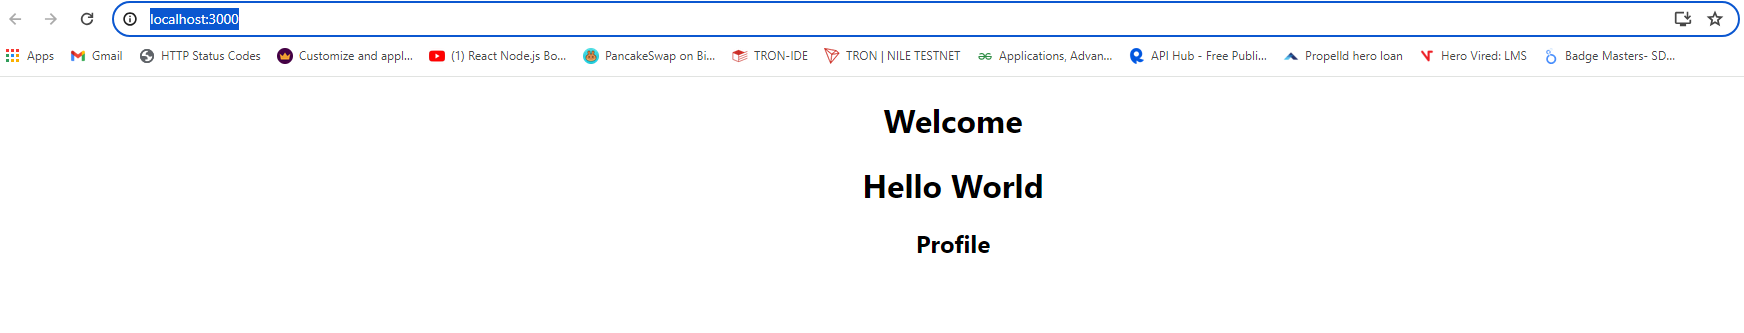 localhost:3000
Apps Gmail HTTP Status Codes Customize and appl... (1) React Node.js Bo... PancakeSwap on Bi... TRON-IDE TRON | NILE TESTNET Applications, Advan... API Hub - Free Publi... Propelld hero loan Hero Vired: LMS Badge Masters- SD...
Welcome
Hello World
Profile